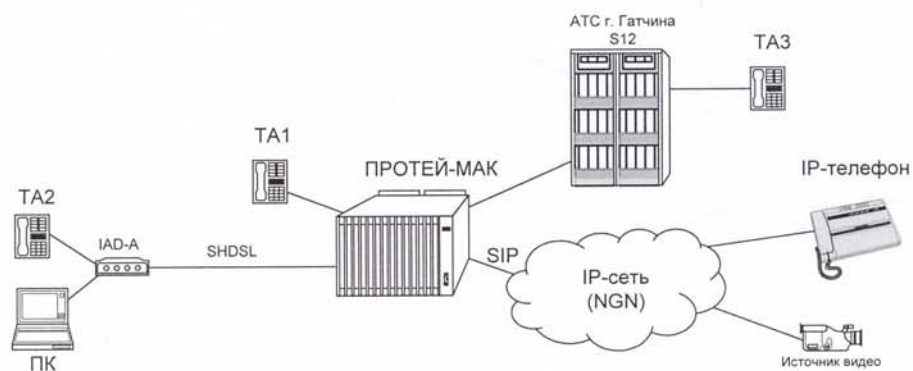 АТС г. Гатчина
S12
ТА3
ТА1
ПРОТЕЙ-МАК
IP-телефон
ТА2
IAD-A
SHDSL
SIP
IP-сеть
(NGN)
ПК
Источник видео